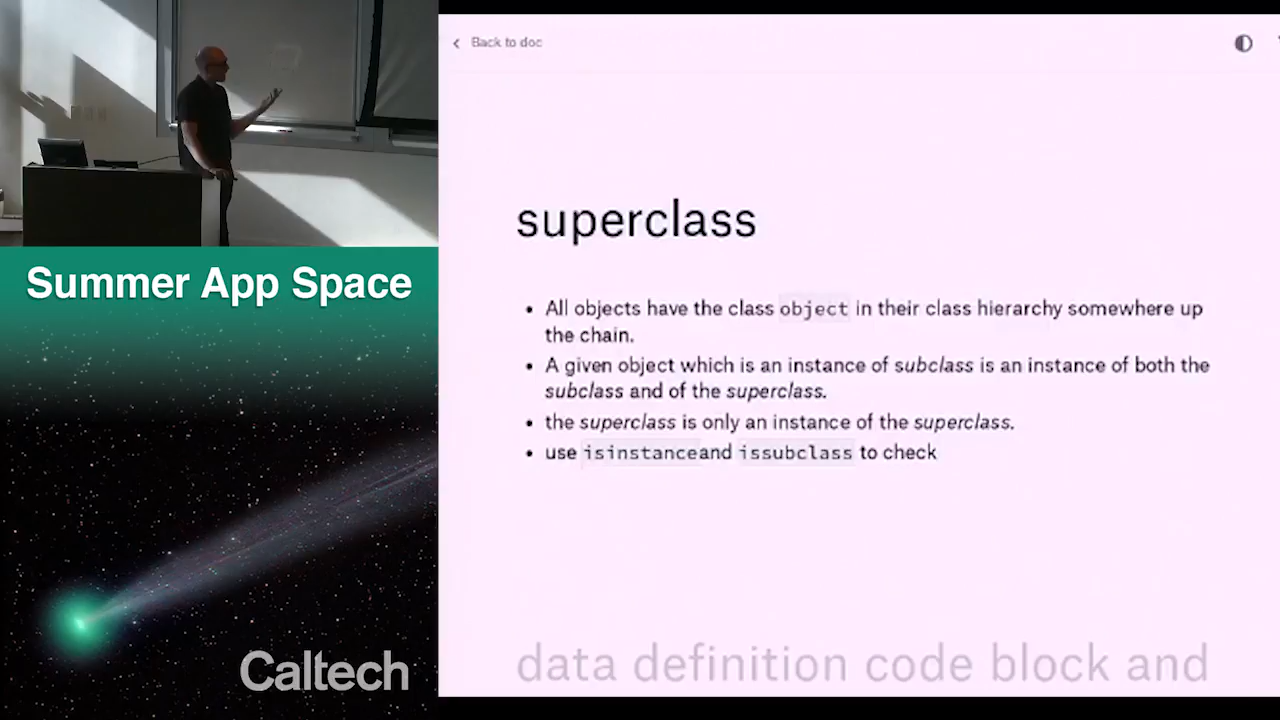 Back to doc
superclass
All objects have the class object in their class hierarchy somewhere up
the chain.
A given object which is an instance of subclass is an instance of both the
subclass and of the superclass.
the superclass is only an instance of the superclass.
use isinstanceand issubclass to check
data definition code block and
Summer App Space
Caltech